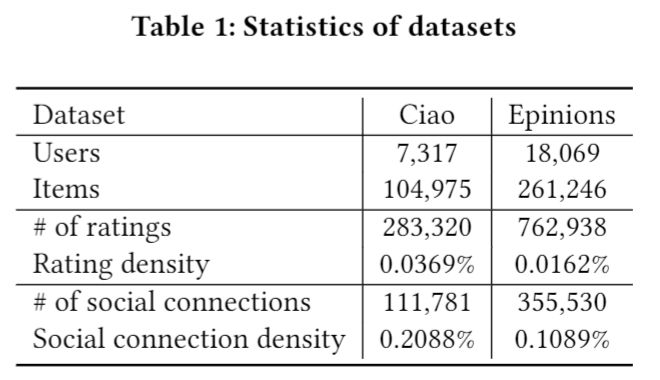 Table 1: Statistics of datasets
Dataset Ciao Epinions
Users 7,317 18,069
Items 104,975 261,246
# of ratings 283,320 762,938
Rating density 0.0369% 0.0162%
# of social connections 111,781 355,530
Social connection density 0.2088% 0.1089%